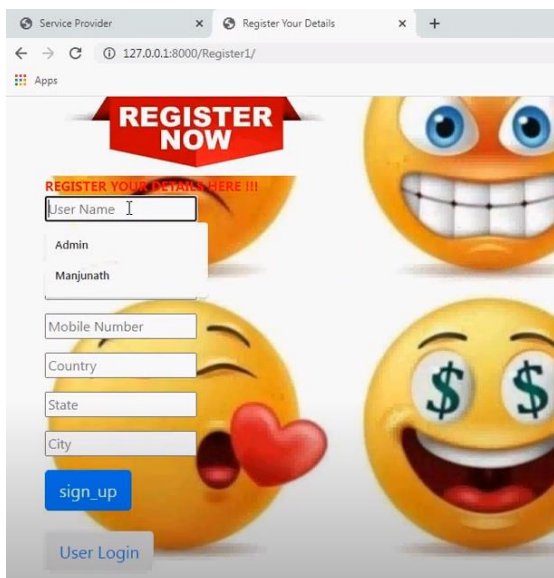 Service Provider
Register Your Details
127.0.0.1:8000/Register1/
Apps
REGISTER
NOW
REGISTER YOUR DETAILS HERE !!!
User Name
Admin
Manjunath
Mobile Number
Country
State
City
sign_up
User Login
$ $